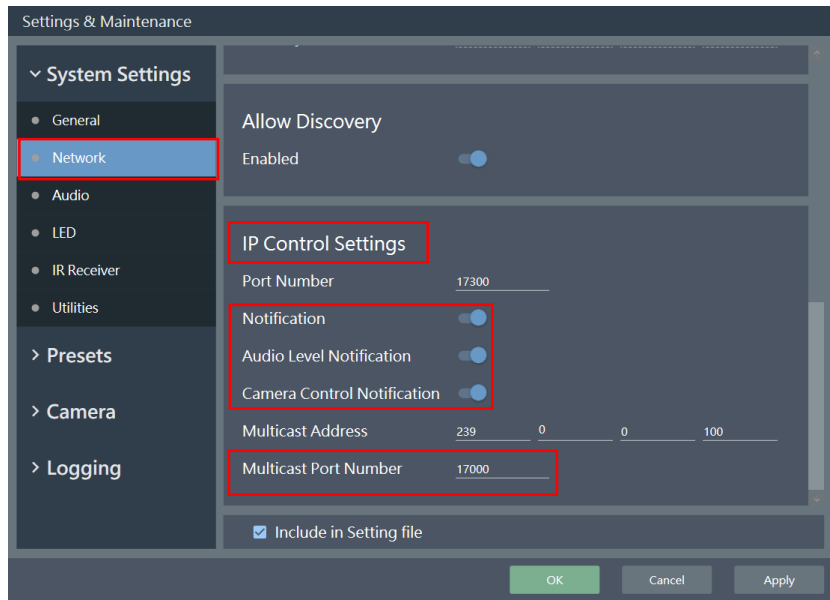 Settings & Maintenance
System Settings
General
Network
Audio
LED
IR Receiver
Utilities
Presets
Camera
Logging
Allow Discovery
Enabled
IP Control Settings
Port Number 17300
Notification
Audio Level Notification
Camera Control Notification
Multicast Address 239 0 0 100
Multicast Port Number 17000
Include in Setting file
OK Cancel Apply